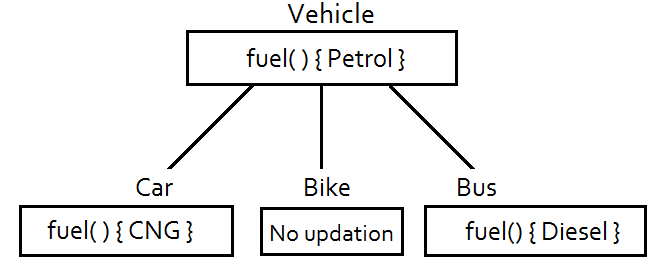 Vehicle
fuel( ) { Petrol }
Car
Bike
Bus
fuel( ) { CNG }
No updation
fuel() { Diesel }